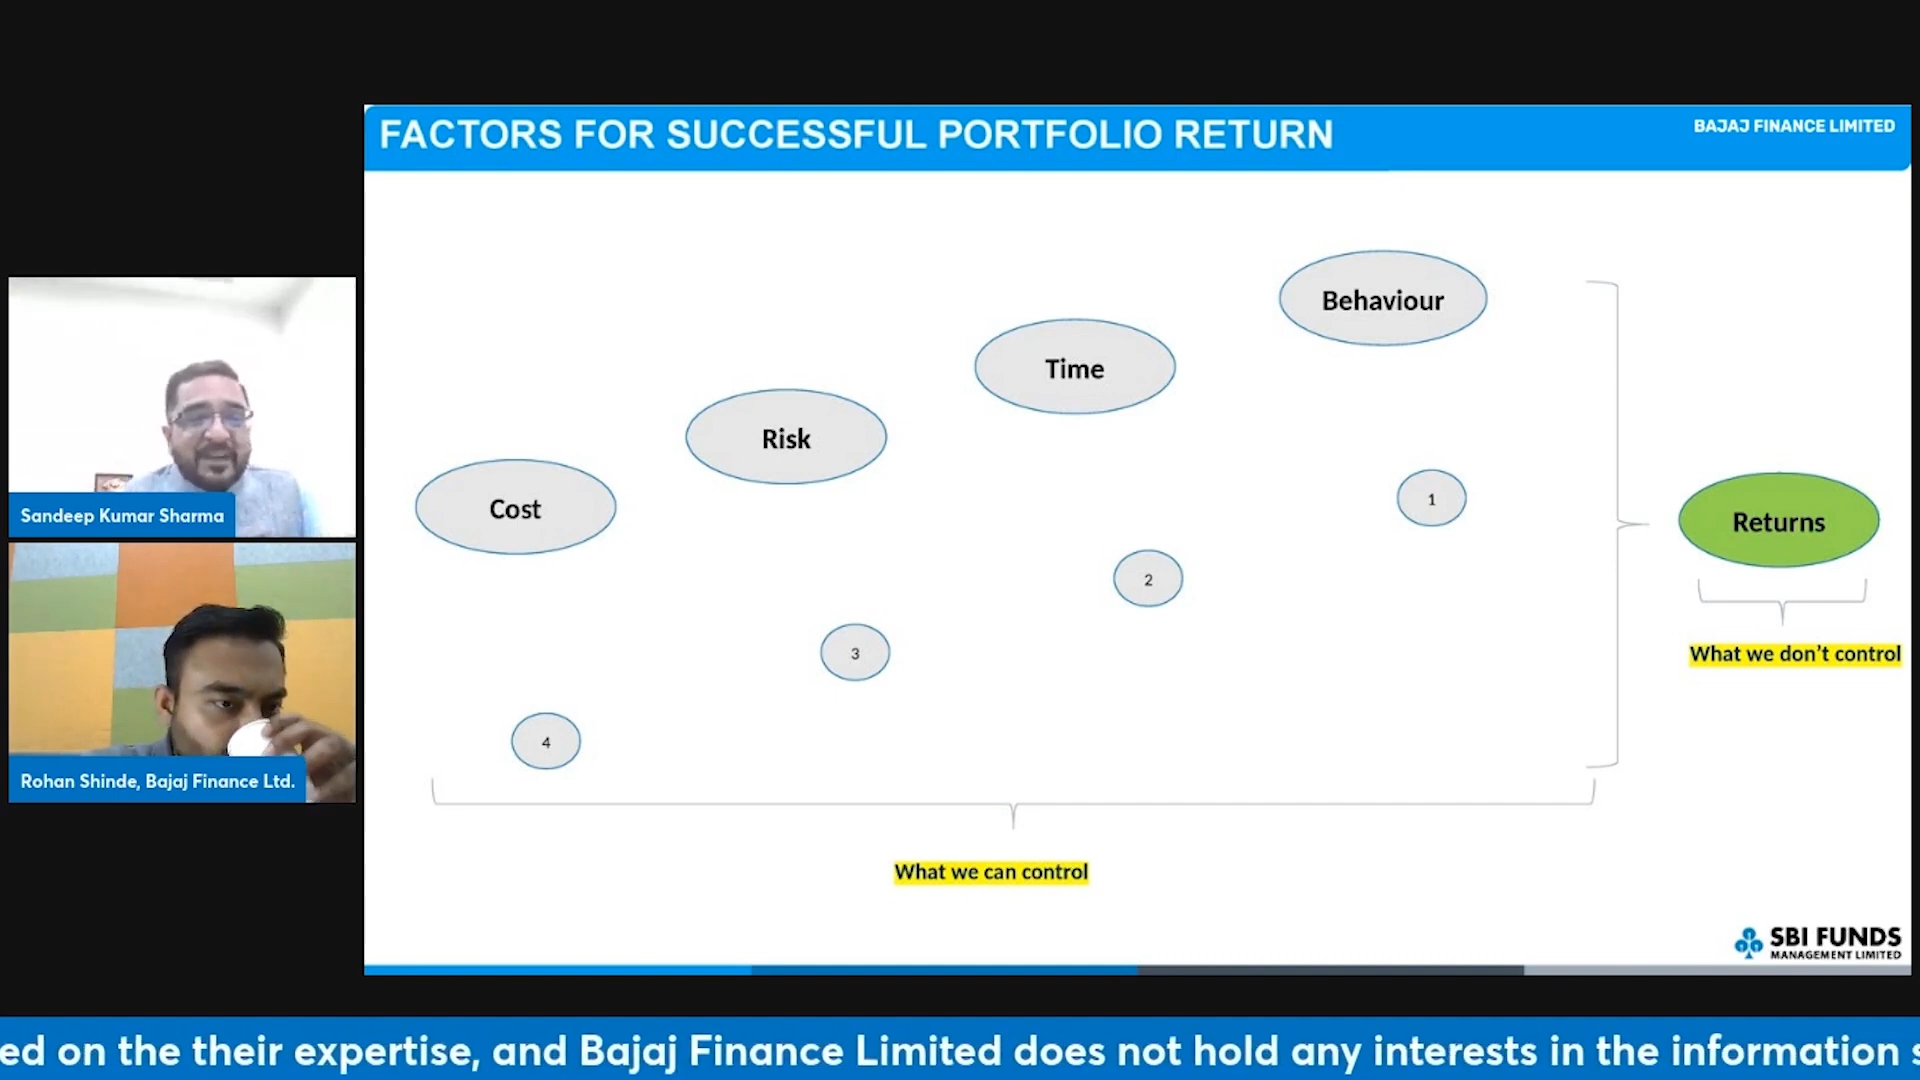 FACTORS FOR SUCCESSFUL PORTFOLIO RETURN
BAJAJ FINANCE LIMITED
Behaviour
Time
Risk
Cost
1
2
3
4
Returns
What we don't control
What we can control
SBI FUNDS
MANAGEMENT LIMITED
Sandeep Kumar Sharma
Rohan Shinde, Bajaj Finance Ltd.
ed on the their expertise, and Bajaj Finance Limited does not hold any interests in the information s